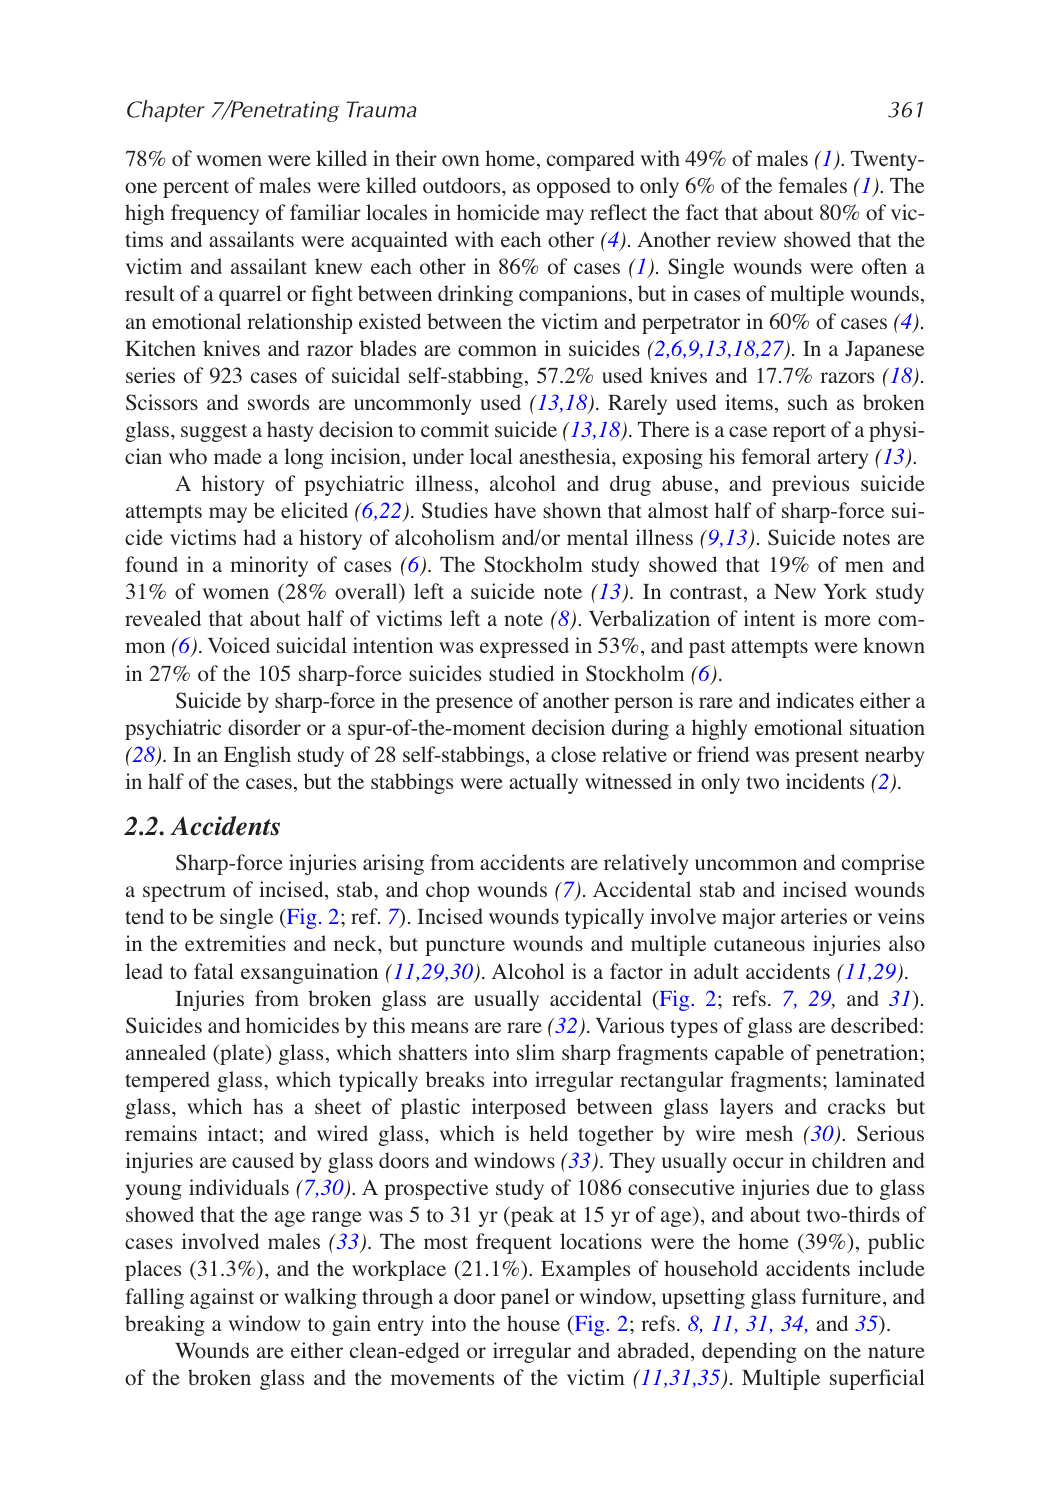 Chapter 7/Penetrating Trauma 361
78% of women were killed in their own home, compared with 49% of males (1). Twenty-
one percent of males were killed outdoors, as opposed to only 6% of the females (1). The
high frequency of familiar locales in homicide may reflect the fact that about 80% of vic-
tims and assailants were acquainted with each other (4). Another review showed that the
victim and assailant knew each other in 86% of cases (1). Single wounds were often a
result of a quarrel or fight between drinking companions, but in cases of multiple wounds,
an emotional relationship existed between the victim and perpetrator in 60% of cases (4).
Kitchen knives and razor blades are common in suicides (2,6,9,13,18,27). In a Japanese
series of 923 cases of suicidal self-stabbing, 57.2% used knives and 17.7% razors (18).
Scissors and swords are uncommonly used (13,18). Rarely used items, such as broken
glass, suggest a hasty decision to commit suicide (13,18). There is a case report of a physi-
cian who made a long incision, under local anesthesia, exposing his femoral artery (13).
A history of psychiatric illness, alcohol and drug abuse, and previous suicide
attempts may be elicited (6,22). Studies have shown that almost half of sharp-force sui-
cide victims had a history of alcoholism and/or mental illness (9,13). Suicide notes are
found in a minority of cases (6). The Stockholm study showed that 19% of men and
31% of women (28% overall) left a suicide note (13). In contrast, a New York study
revealed that about half of victims left a note (8). Verbalization of intent is more com-
mon (6). Voiced suicidal intention was expressed in 53%, and past attempts were known
in 27% of the 105 sharp-force suicides studied in Stockholm (6).
Suicide by sharp-force in the presence of another person is rare and indicates either a
psychiatric disorder or a spur-of-the-moment decision during a highly emotional situation
(28). In an English study of 28 self-stabbings, a close relative or friend was present nearby
in half of the cases, but the stabbings were actually witnessed in only two incidents (2).
2.2. Accidents
Sharp-force injuries arising from accidents are relatively uncommon and comprise
a spectrum of incised, stab, and chop wounds (7). Accidental stab and incised wounds
tend to be single (Fig. 2; ref. 7). Incised wounds typically involve major arteries or veins
in the extremities and neck, but puncture wounds and multiple cutaneous injuries also
lead to fatal exsanguination (11,29,30). Alcohol is a factor in adult accidents (11,29).
Injuries from broken glass are usually accidental (Fig. 2; refs. 7, 29, and 31).
Suicides and homicides by this means are rare (32). Various types of glass are described:
annealed (plate) glass, which shatters into slim sharp fragments capable of penetration;
tempered glass, which typically breaks into irregular rectangular fragments; laminated
glass, which has a sheet of plastic interposed between glass layers and cracks but
remains intact; and wired glass, which is held together by wire mesh (30). Serious
injuries are caused by glass doors and windows (33). They usually occur in children and
young individuals (7,30). A prospective study of 1086 consecutive injuries due to glass
showed that the age range was 5 to 31 yr (peak at 15 yr of age), and about two-thirds of
cases involved males (33). The most frequent locations were the home (39%), public
places (31.3%), and the workplace (21.1%). Examples of household accidents include
falling against or walking through a door panel or window, upsetting glass furniture, and
breaking a window to gain entry into the house (Fig. 2; refs. 8, 11, 31, 34, and 35).
Wounds are either clean-edged or irregular and abraded, depending on the nature
of the broken glass and the movements of the victim (11,31,35). Multiple superficial